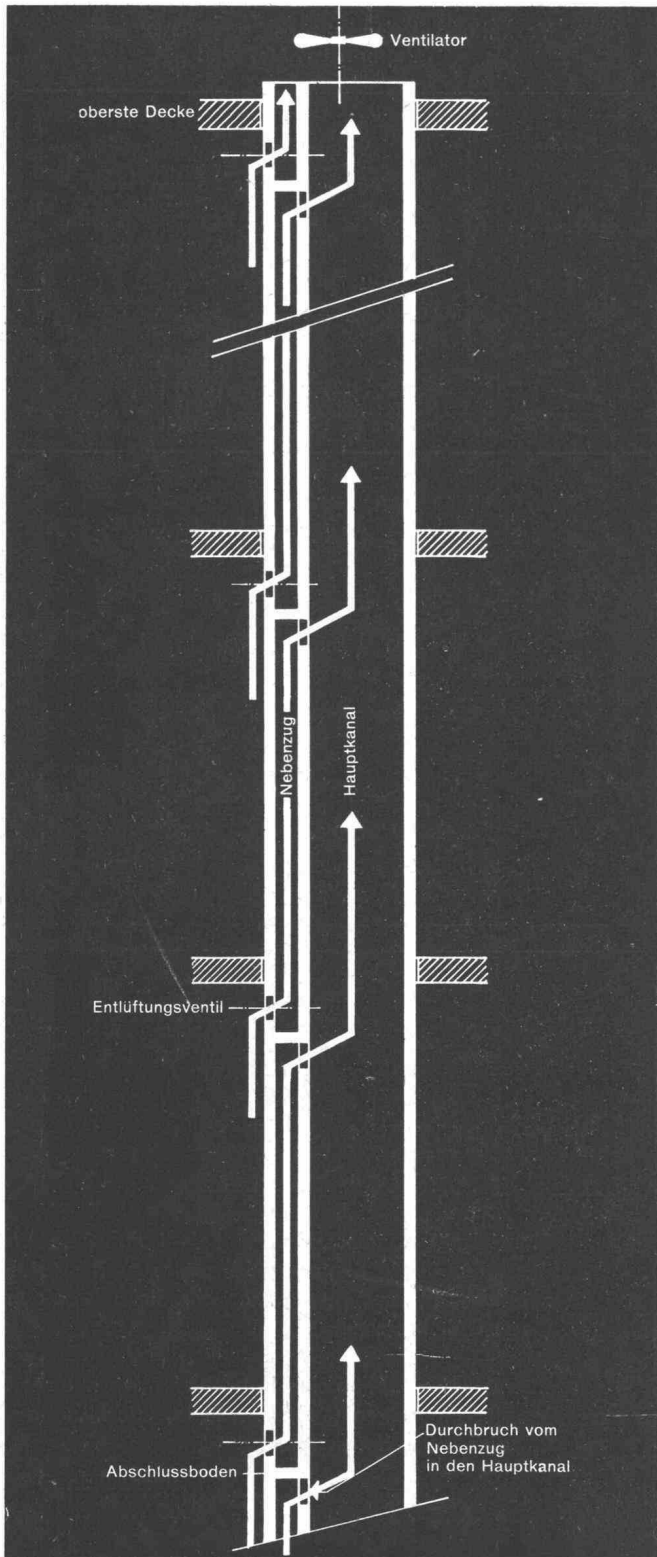 Ventilator
oberste Decke
Nebenzug
Hauptkanal
Entlüftungsventil
Durchbruch vom
Nebenzug
in den Hauptkanal
Abschlussboden